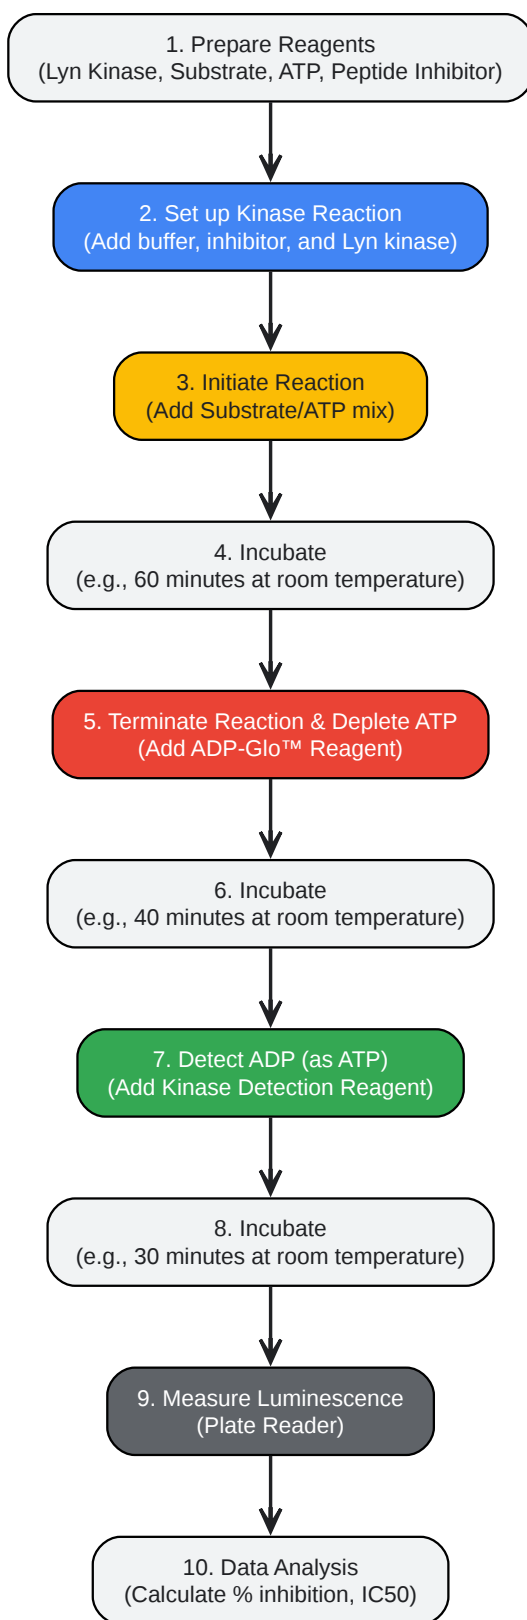 1. Prepare Reagents
(Lyn Kinase, Substrate, ATP, Peptide Inhibitor)
2. Set up Kinase Reaction
(Add buffer, inhibitor, and Lyn kinase)
3. Initiate Reaction
(Add Substrate/ATP mix)
4. Incubate
(e.g., 60 minutes at room temperature)
5. Terminate Reaction & Deplete ATP
(Add ADP-Glo™ Reagent)
6. Incubate
(e.g., 40 minutes at room temperature)
7. Detect ADP (as ATP)
(Add Kinase Detection Reagent)
8. Incubate
(e.g., 30 minutes at room temperature)
9. Measure Luminescence
(Plate Reader)
10. Data Analysis
(Calculate % inhibition, IC50)